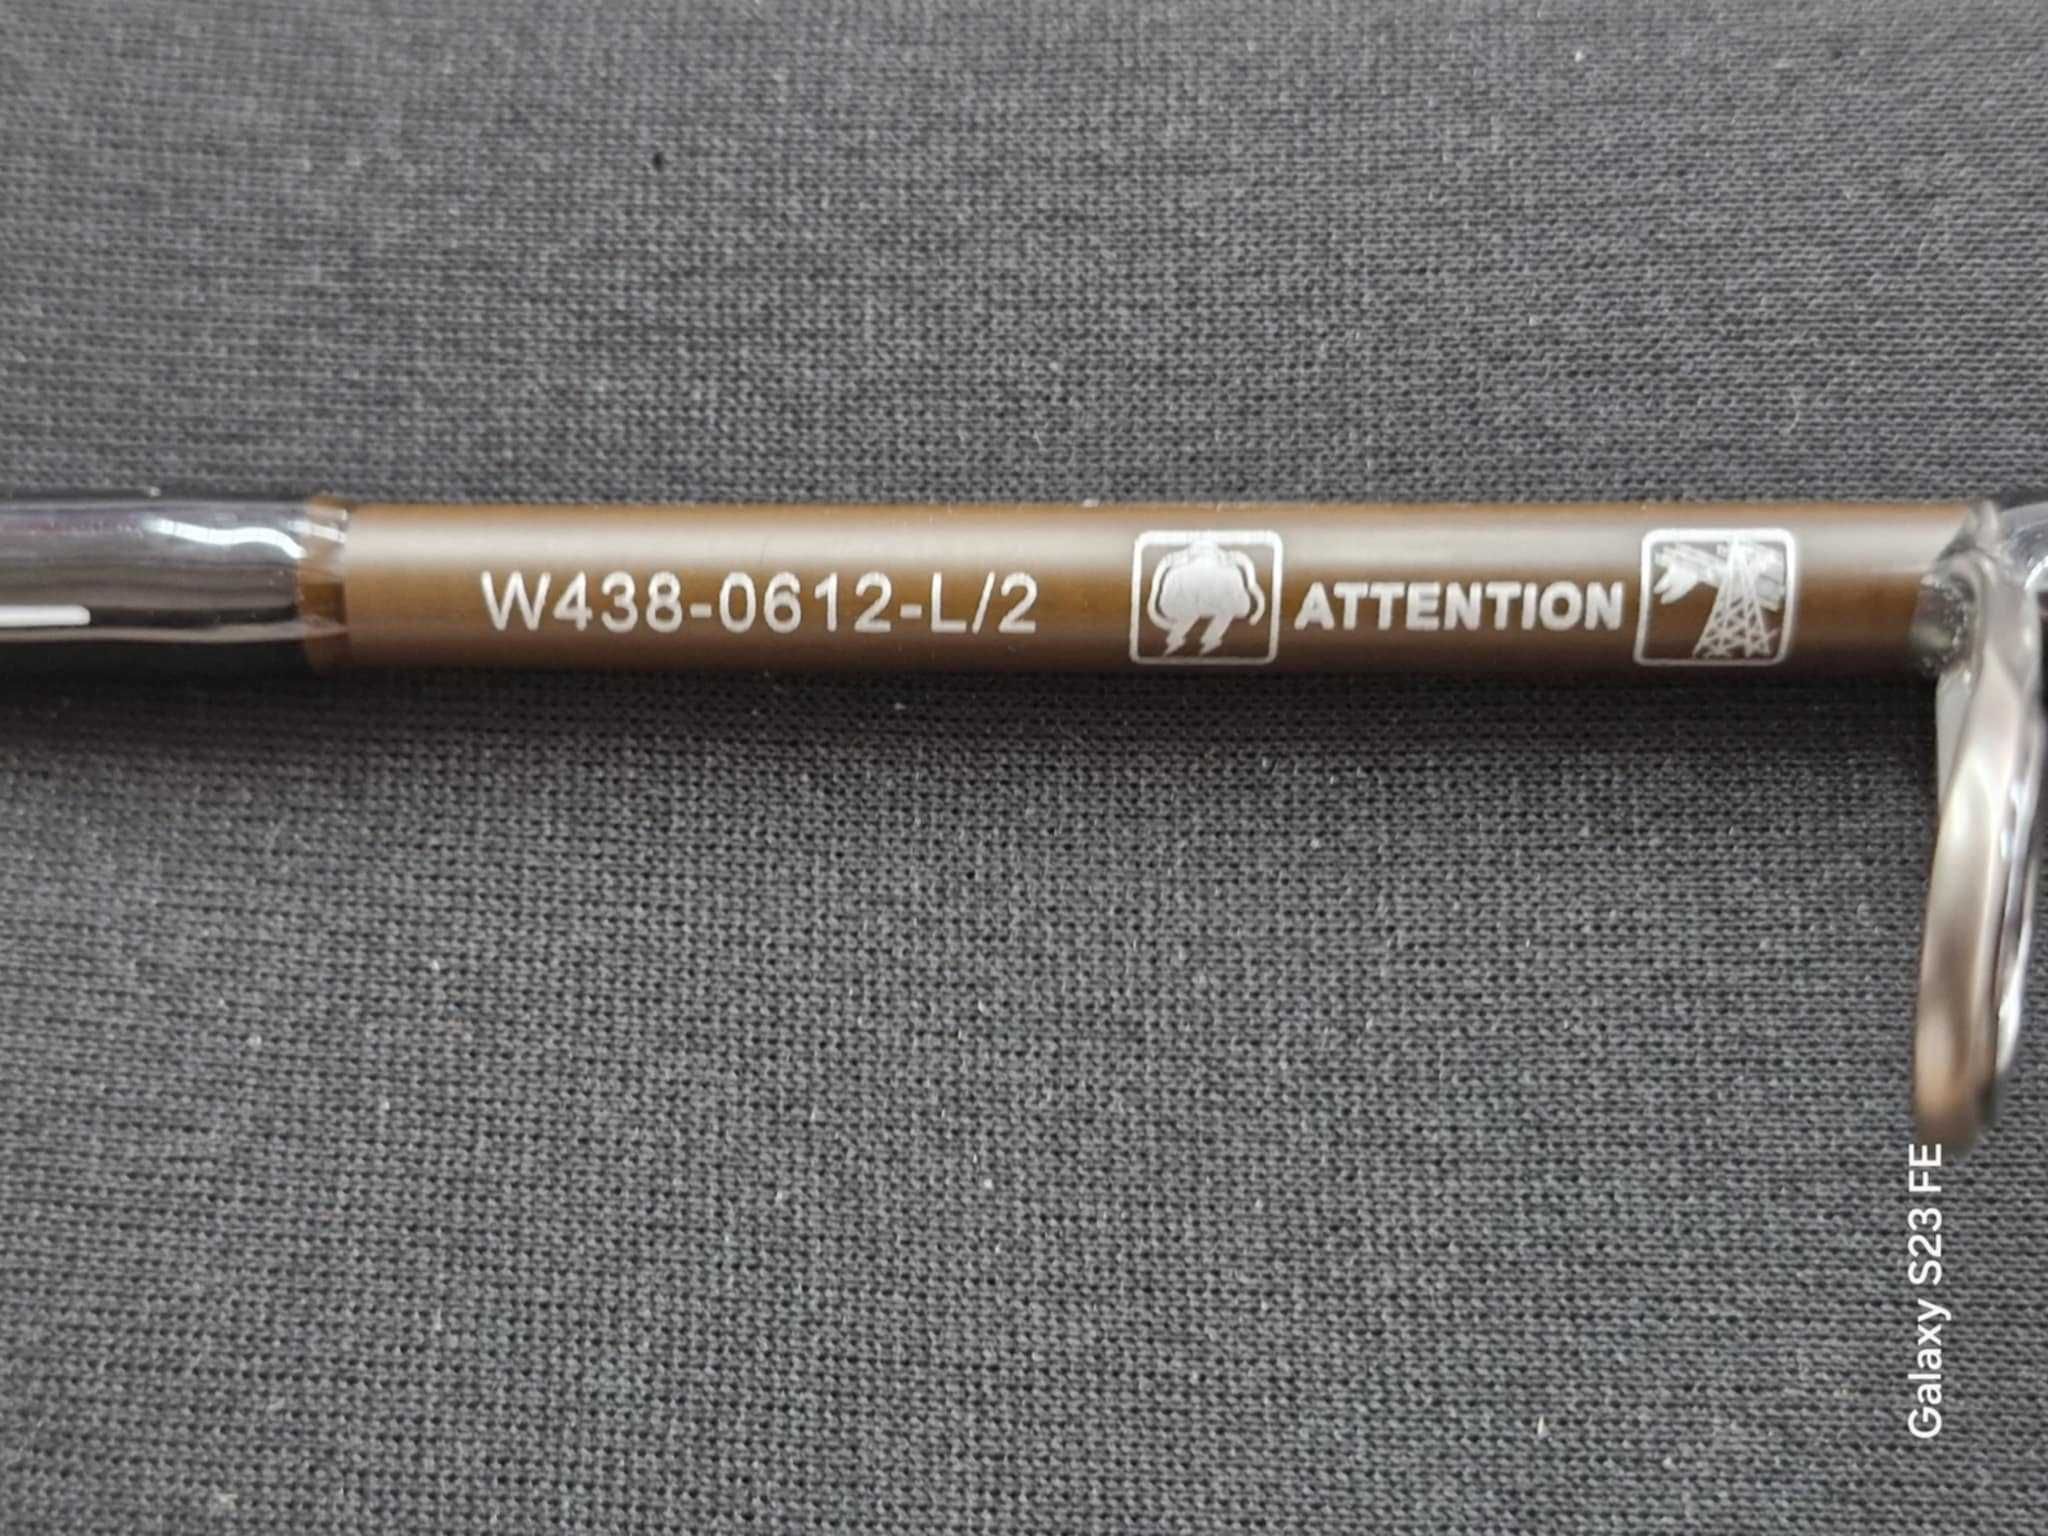 W438-0612-L/2 ATTENTION
Galaxy S23 FE